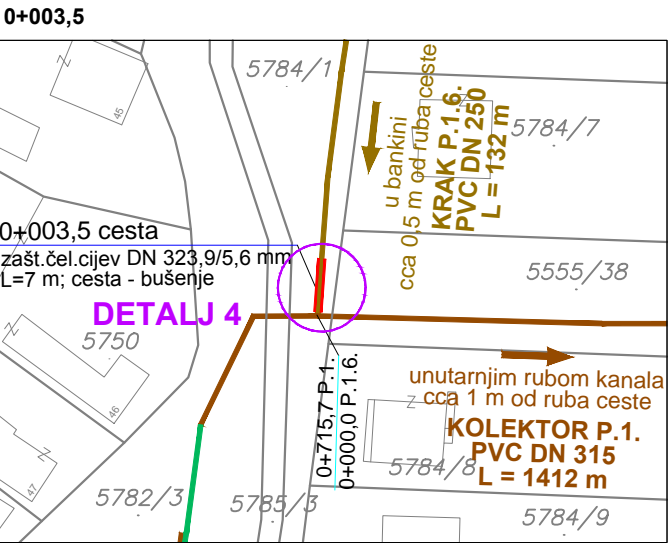 0+003,5
5784/1
u bankini
cca 0,5 m od ruba ceste
KRAK P.1.6.
PVC DN 250
L = 132 m
5784/7
Z
45
Z
0+003,5 cesta
zašt.čel.cijev DN 323,9/5,6 mm
L=7 m; cesta - bušenje
DETALJ 4
5555/38
Z
5750
46
0+715,7 P.1.
0+000,0 P.1.6.
unutarnjim rubom kanala
cca 1 m od ruba ceste
KOLEKTOR P.1.
PVC DN 315
L = 1412 m
Z
5784/8
Z
47
5782/3
5785/3
5784/9